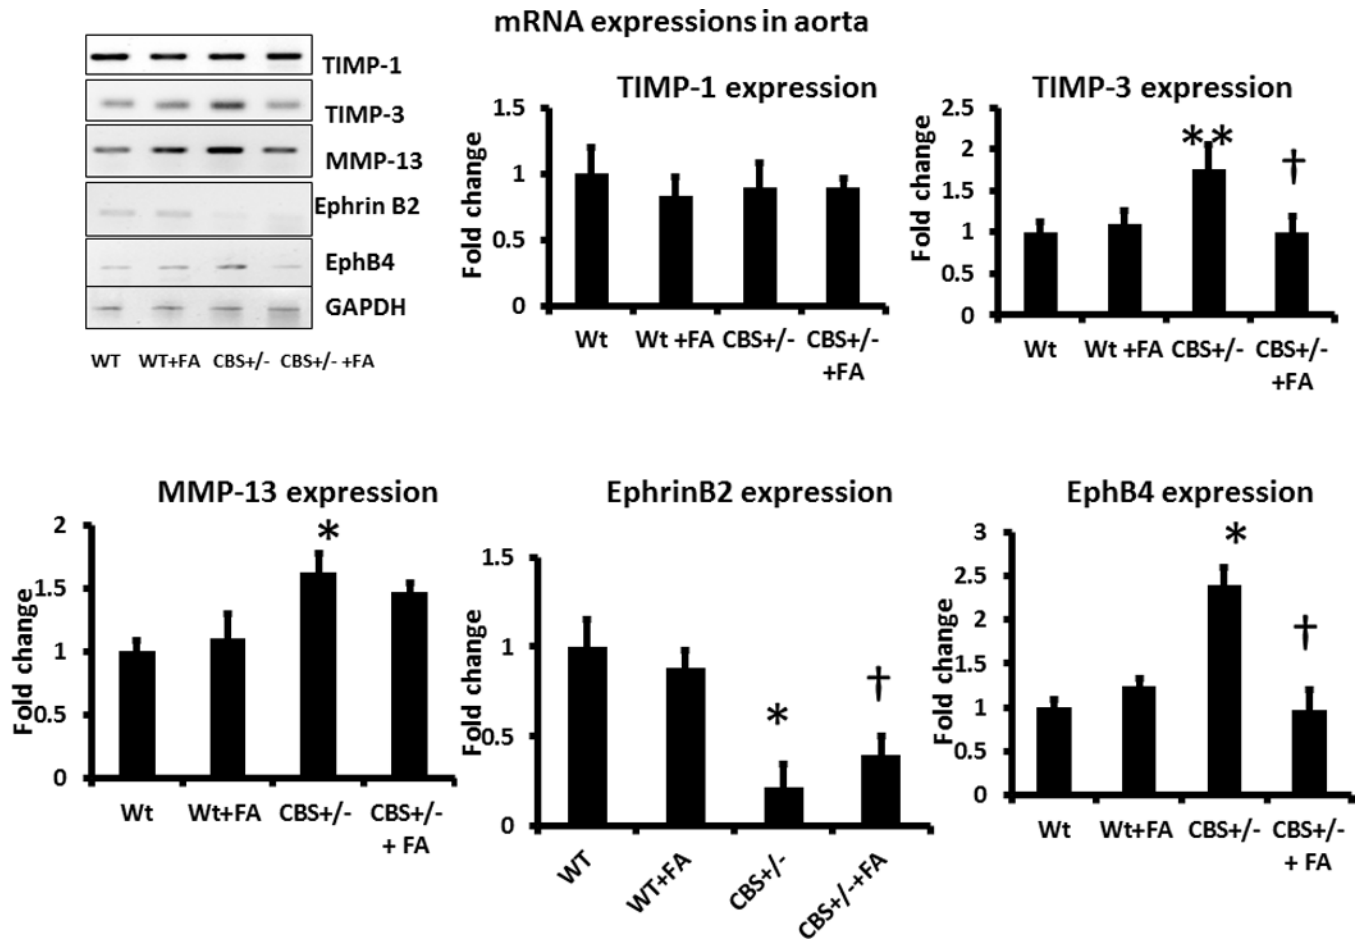 mRNA expressions in aorta
TIMP-1
TIMP-3
MMP-13
Ephrin B2
EphB4
GAPDH
WT WT+FA CBS+/- CBS+/- +FA
TIMP-1 expression
Fold change
1.5
1
0.5
0
Wt Wt +FA CBS+/- CBS+/-
+FA
TIMP-3 expression
Fold change
2.5
2
1.5
1
0.5
0
**
†
Wt Wt +FA CBS+/- CBS+/-
+FA
MMP-13 expression
Fold change
2
1.5
1
0.5
0
*
Wt Wt+FA CBS+/- CBS+/-
+ FA
EphrinB2 expression
Fold change
1.5
1
0.5
0
*
†
WT WT+FA CBS+/- CBS+/-+FA
EphB4 expression
Fold change
3
2.5
2
1.5
1
0.5
0
*
†
Wt Wt+FA CBS+/- CBS+/-
+ FA